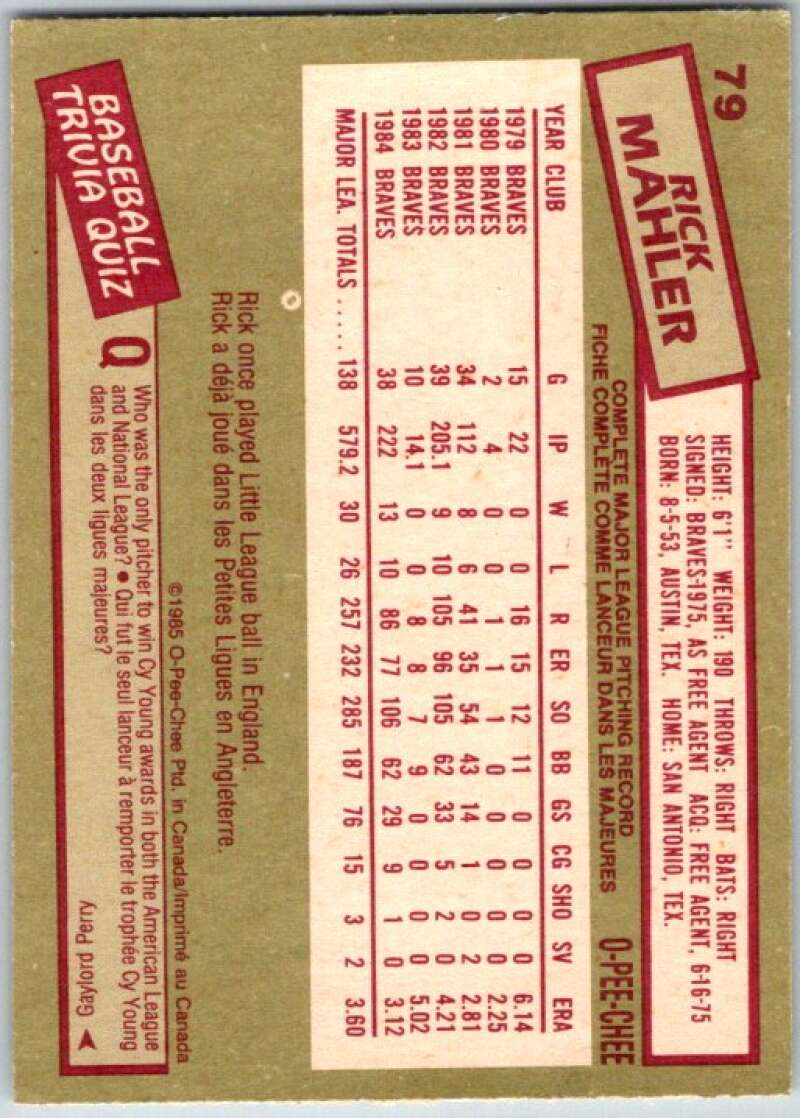 79
RICK
MAHLER
HEIGHT: 6'1" WEIGHT: 190 THROWS: RIGHT BATS: RIGHT
SIGNED: BRAVES-1975, AS FREE AGENT ACQ: FREE AGENT, 6-16-75
BORN: 8-5-53, AUSTIN, TEX. HOME: SAN ANTONIO, TEX.
COMPLETE MAJOR LEAGUE PITCHING RECORD
FICHE COMPLÈTE COMME LANCEUR DANS LES MAJEURES
O-PEE-CHEE
YEAR CLUB G IP W L R ER SO BB GS CG SHO SV ERA
1979 BRAVES 15 22 0 0 16 15 12 11 0 0 0 0 6.14
1980 BRAVES 2 4 0 0 1 1 1 0 0 0 0 0 2.25
1981 BRAVES 34 112 8 6 41 35 54 43 14 1 0 2 2.81
1982 BRAVES 39 205.1 9 10 105 96 105 62 33 5 2 0 4.21
1983 BRAVES 10 14.1 0 0 8 8 7 9 0 0 0 0 5.02
1984 BRAVES 38 222 13 10 86 77 106 62 29 9 1 0 3.12
MAJOR LEA. TOTALS ..... 138 579.2 30 26 257 232 285 187 76 15 3 2 3.60
Rick once played Little League ball in England.
Rick a déjà joué dans les Petites Ligues en Angleterre.
©1985 O-Pee-Chee Ptd. in Canada/Imprimé au Canada
BASEBALL
TRIVIA QUIZ
Q Who was the only pitcher to win Cy Young awards in both the American League
and National League? ● Qui fut le seul lanceur à remporter le trophée Cy Young
dans les deux ligues majeures?
Gaylord Perry